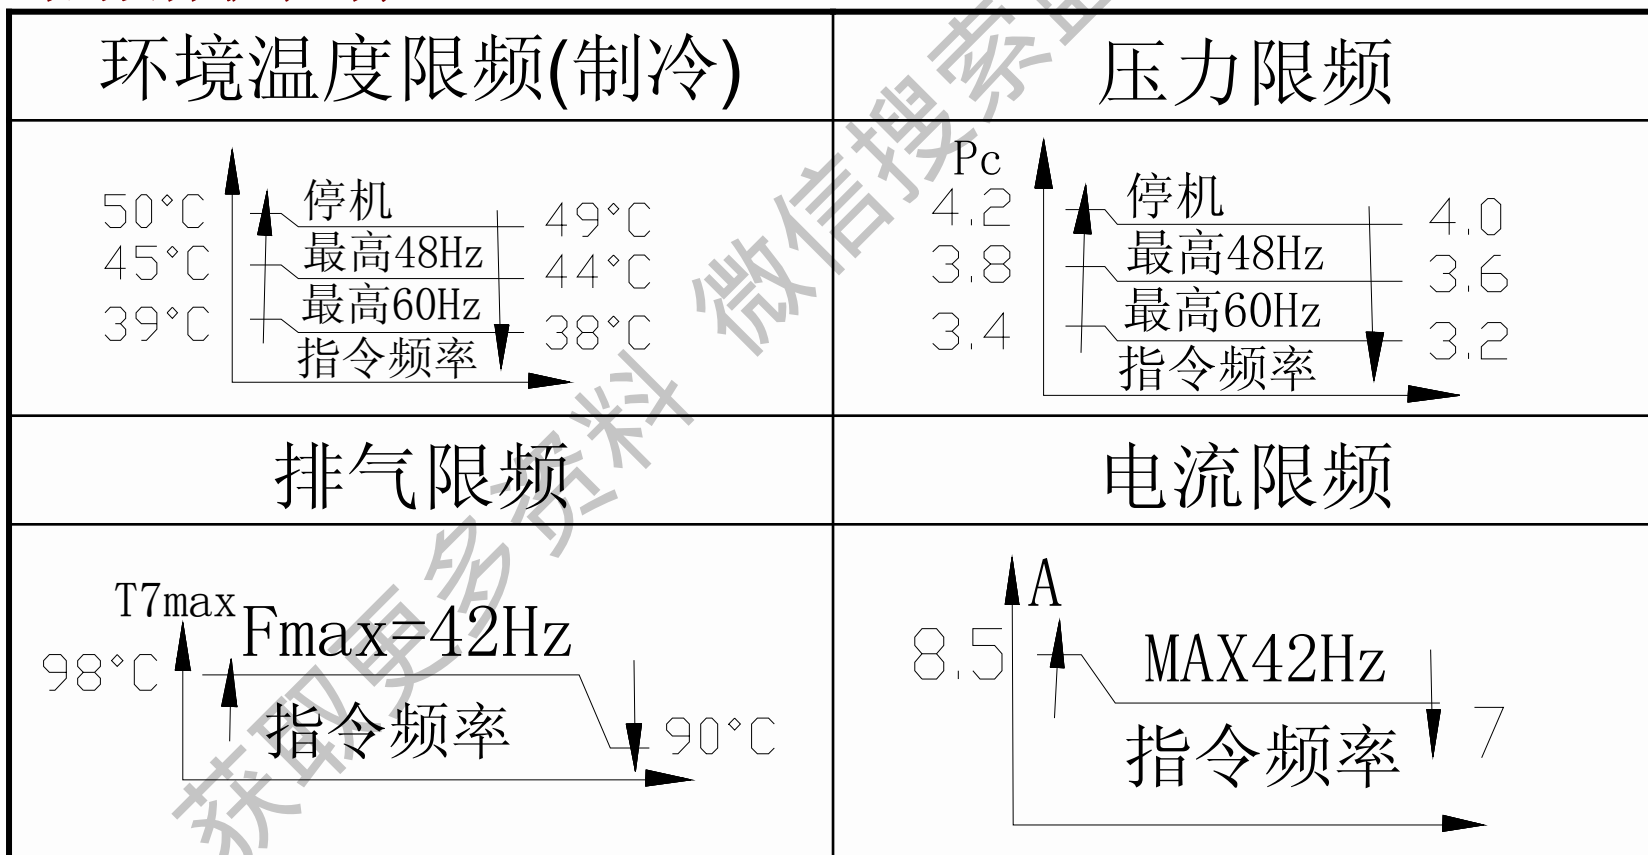 环境温度限频(制冷)
压力限频
50°C 停机 49°C
45°C 最高48Hz 44°C
39°C 最高60Hz 38°C
指令频率
Pc
4.2 停机 4.0
3.8 最高48Hz 3.6
3.4 最高60Hz 3.2
指令频率
排气限频
电流限频
T7max
Fmax=42Hz
98°C
指令频率 90°C
A
8.5 MAX42Hz
指令频率 7
获取更多资料 微信搜索